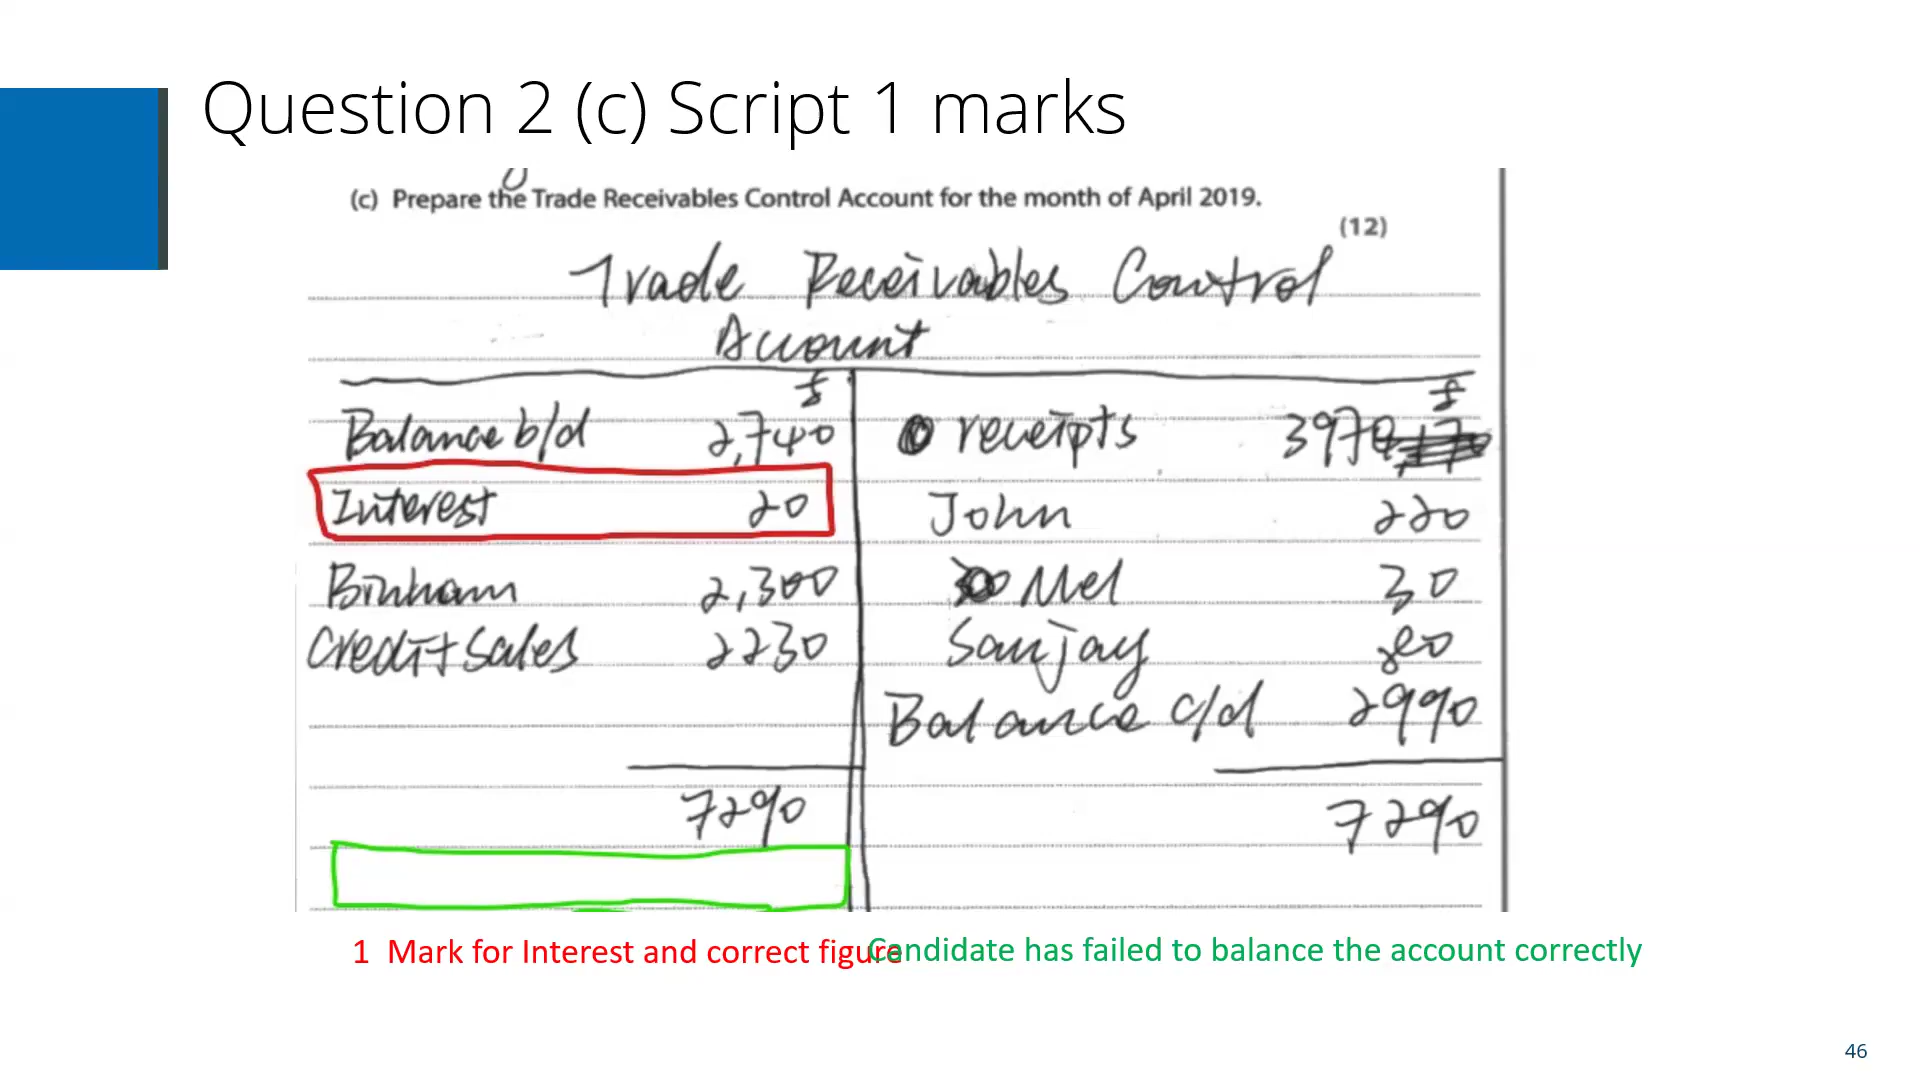 Question 2 (c) Script 1 marks
(c) Prepare the Trade Receivables Control Account for the month of April 2019.
(12)
Trade Receivables Control
Account
£ £
Balance b/d 2,740 receipts 3970
Interest 20 John 220
Binham 2,300 Mel 30
Credit Sales 2230 Sanjay 80
Balance c/d 2990
7290 7290
1 Mark for Interest and correct figure
Candidate has failed to balance the account correctly
46